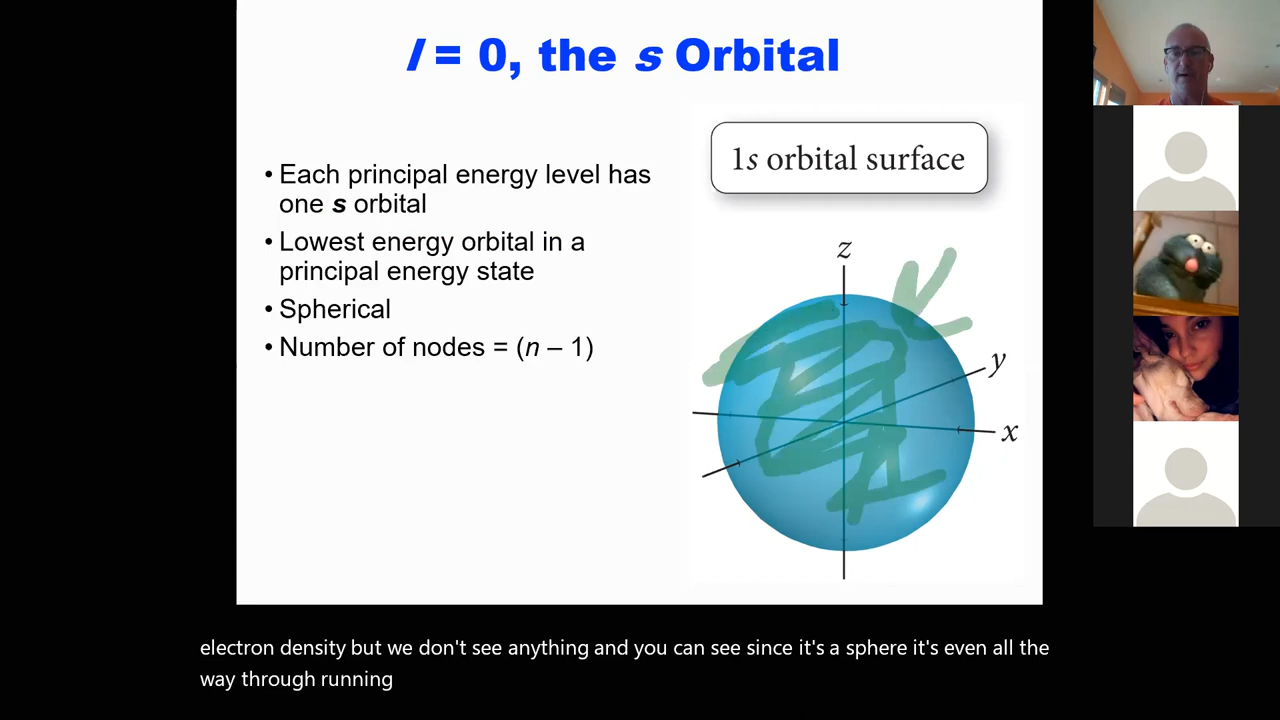 l = 0, the s Orbital
• Each principal energy level has
one s orbital
• Lowest energy orbital in a
principal energy state
• Spherical
• Number of nodes = (n – 1)
1s orbital surface
z
y
x
electron density but we don't see anything and you can see since it's a sphere it's even all the
way through running